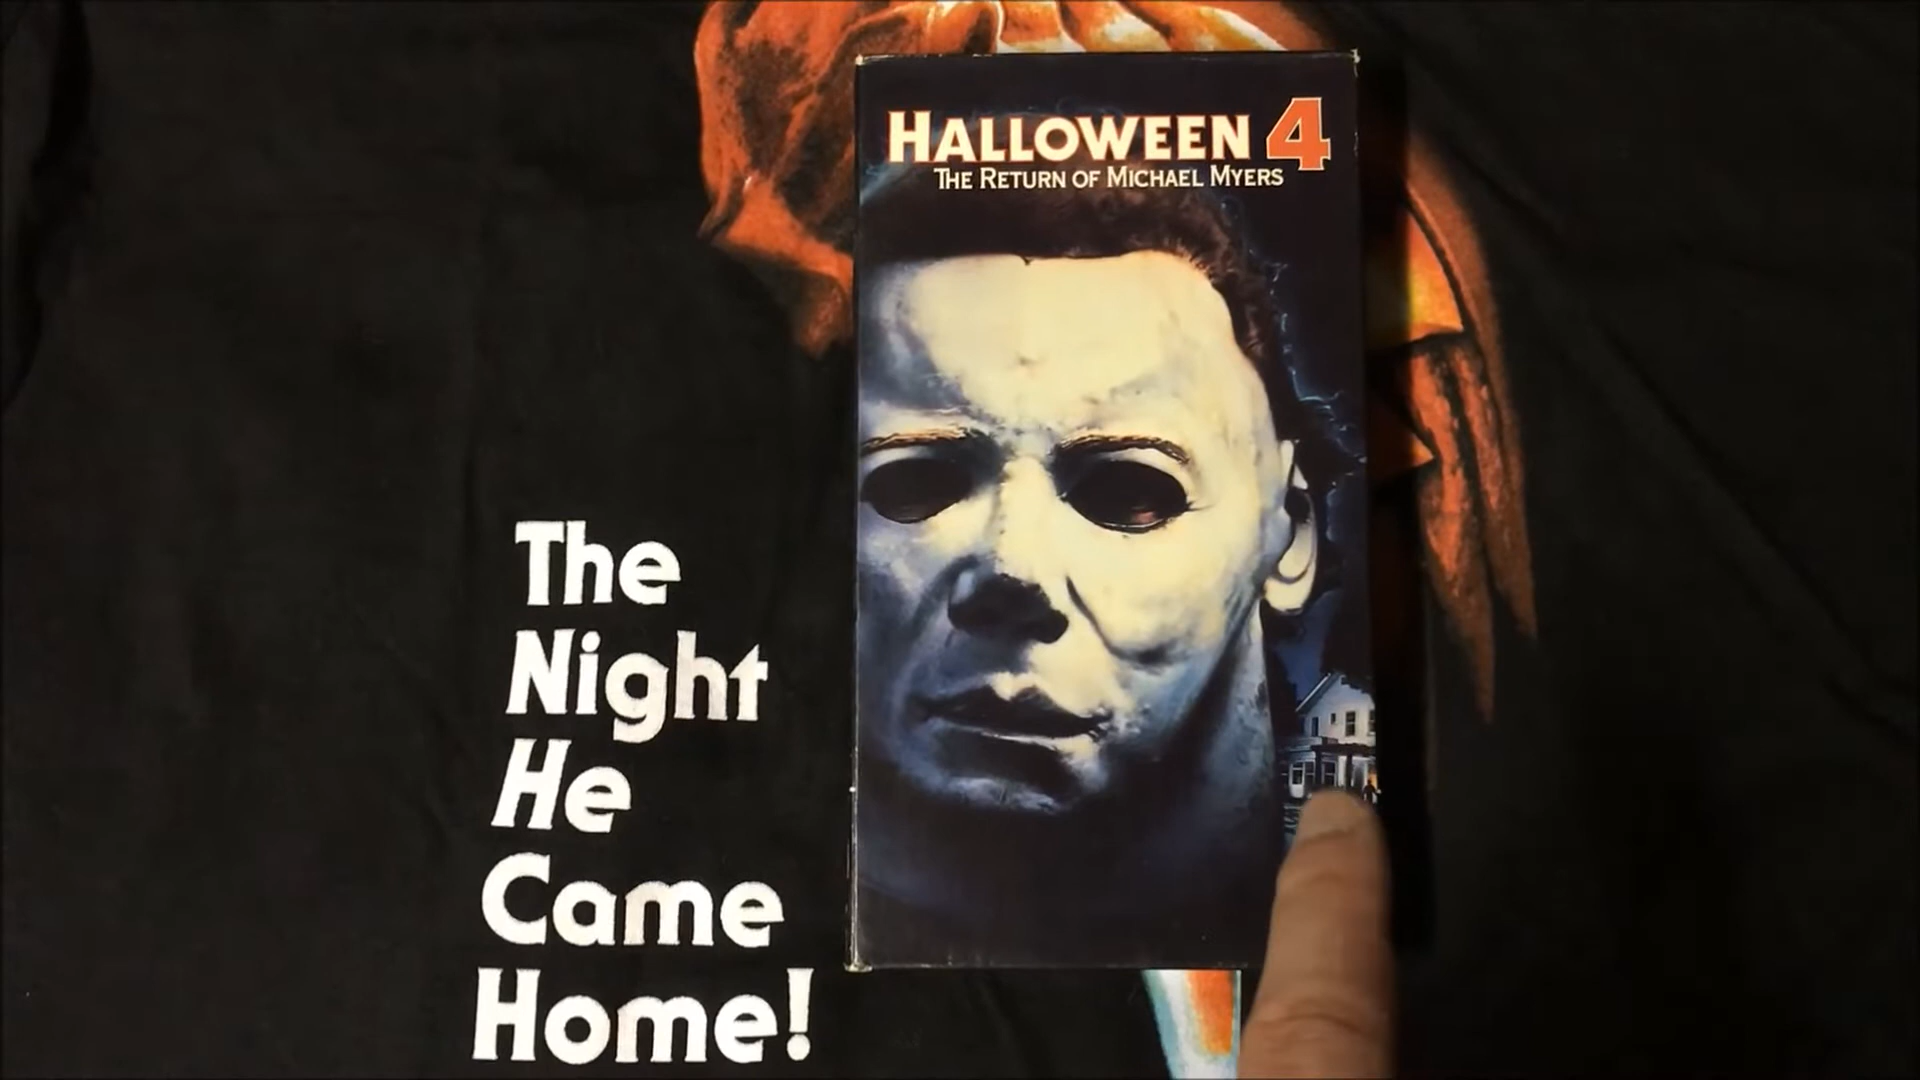 HALLOWEEN 4
THE RETURN OF MICHAEL MYERS
The
Night
He
Came
Home!